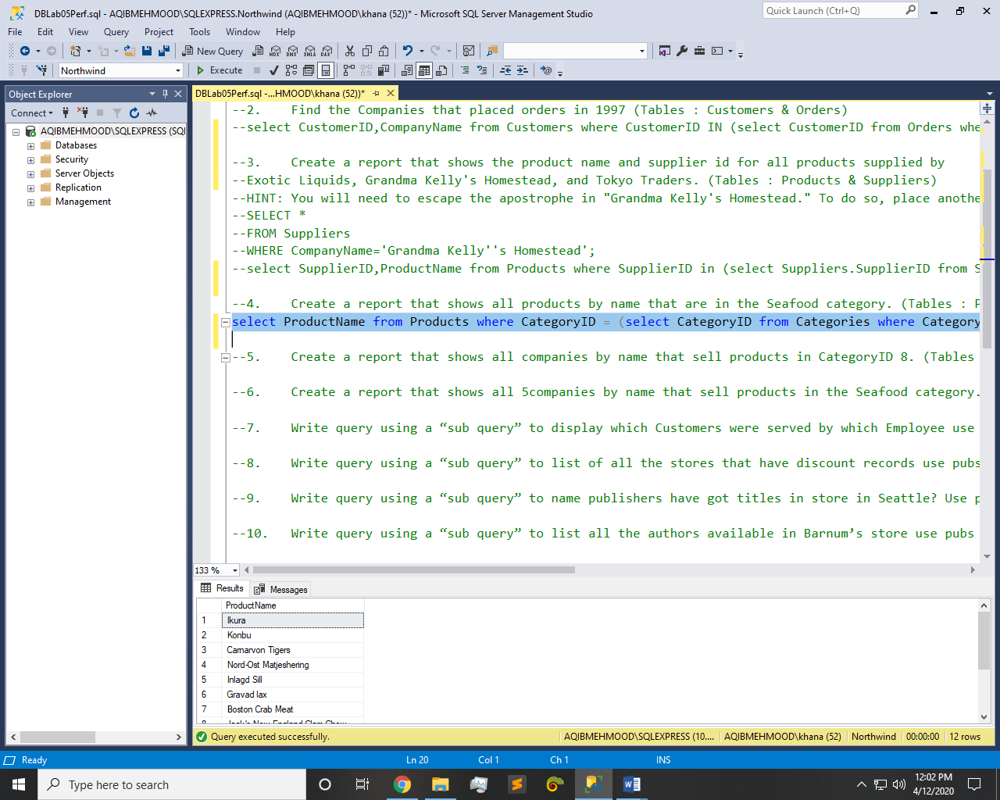 DBLab05Perf.sql - AQIBMEHMOOD\SQLEXPRESS.Northwind (AQIBMEHMOOD\khana (52))* - Microsoft SQL Server Management Studio
Quick Launch (Ctrl+Q)
File Edit View Query Project Tools Window Help
New Query MDX DMX XMLA DAX
Northwind Execute
Object Explorer
DBLab05Perf.sql -...HMOOD\khana (52))*
Connect
AQIBMEHMOOD\SQLEXPRESS (SQl
Databases
Security
Server Objects
Replication
Management
--2. Find the Companies that placed orders in 1997 (Tables : Customers & Orders)
--select CustomerID,CompanyName from Customers where CustomerID IN (select CustomerID from Orders whe
--3. Create a report that shows the product name and supplier id for all products supplied by
--Exotic Liquids, Grandma Kelly's Homestead, and Tokyo Traders. (Tables : Products & Suppliers)
--HINT: You will need to escape the apostrophe in "Grandma Kelly's Homestead." To do so, place anothe
--SELECT *
--FROM Suppliers
--WHERE CompanyName='Grandma Kelly''s Homestead';
--select SupplierID,ProductName from Products where SupplierID in (select Suppliers.SupplierID from S
--4. Create a report that shows all products by name that are in the Seafood category. (Tables : P
select ProductName from Products where CategoryID = (select CategoryID from Categories where Category
--5. Create a report that shows all companies by name that sell products in CategoryID 8. (Tables
--6. Create a report that shows all 5companies by name that sell products in the Seafood category.
--7. Write query using a “sub query” to display which Customers were served by which Employee use
--8. Write query using a “sub query” to list of all the stores that have discount records use pubs
--9. Write query using a “sub query” to name publishers have got titles in store in Seattle? Use p
--10. Write query using a “sub query” to list all the authors available in Barnum’s store use pubs
133 %
Results Messages
ProductName
1 Ikura
2 Konbu
3 Carnarvon Tigers
4 Nord-Ost Matjeshering
5 Inlagd Sill
6 Gravad lax
7 Boston Crab Meat
8 Jack's New England Clam Chow
Query executed successfully.
AQIBMEHMOOD\SQLEXPRESS (10.... AQIBMEHMOOD\khana (52) Northwind 00:00:00 12 rows
Ready Ln 20 Col 1 Ch 1 INS
Type here to search
12:02 PM
4/12/2020